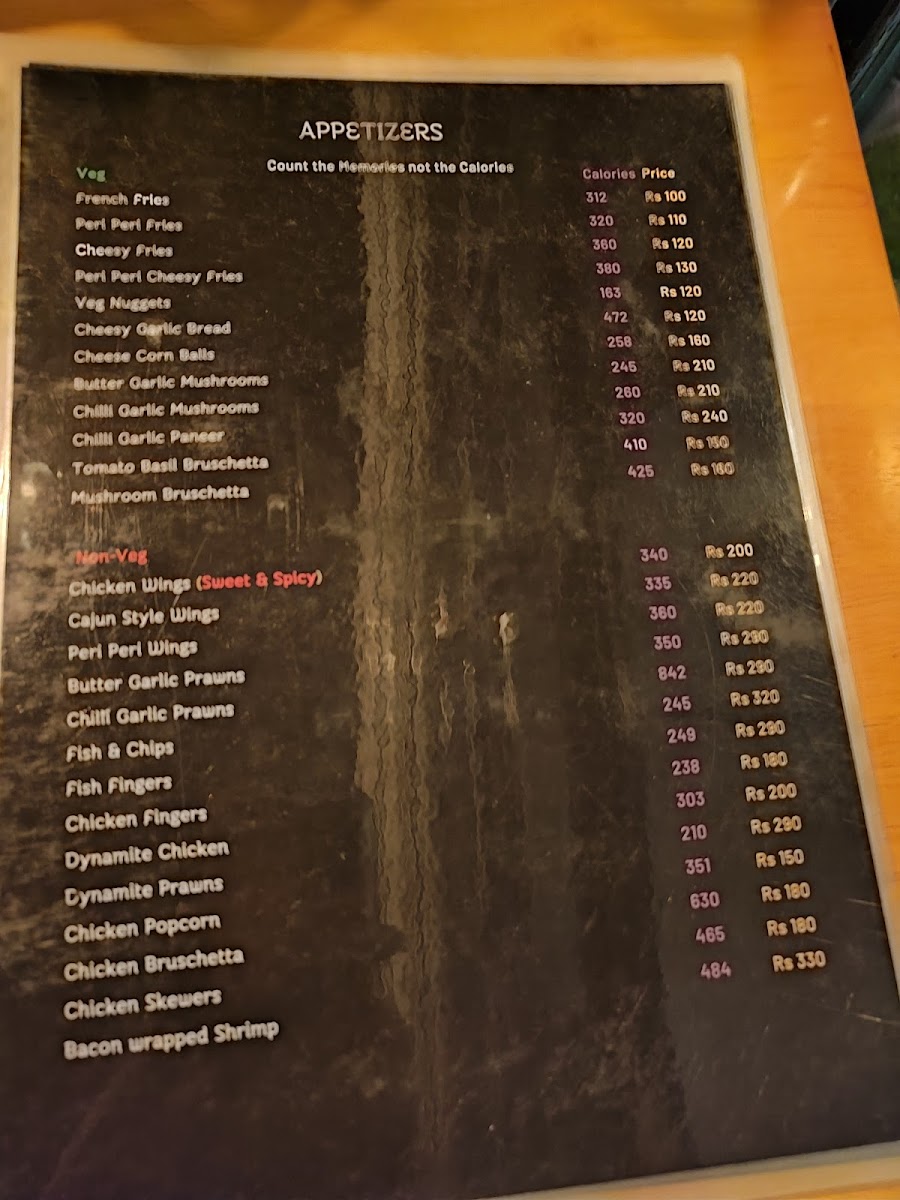 APPETIZERS
Count the Memories not the Calories
Veg Calories Price
French Fries 312 Rs 100
Peri Peri Fries 320 Rs 110
Cheesy Fries 360 Rs 120
Peri Peri Cheesy Fries 380 Rs 130
Veg Nuggets 163 Rs 120
Cheesy Garlic Bread 472 Rs 120
Cheese Corn Balls 258 Rs 160
Butter Garlic Mushrooms 245 Rs 210
Chilli Garlic Mushrooms 260 Rs 210
Chilli Garlic Paneer 320 Rs 240
Tomato Basil Bruschetta 410 Rs 150
Mushroom Bruschetta 425 Rs 160
Non-Veg
Chicken Wings (Sweet & Spicy) 340 Rs 200
Cajun Style Wings 335 Rs 220
Peri Peri Wings 360 Rs 220
Butter Garlic Prawns 350 Rs 290
Chilli Garlic Prawns 842 Rs 290
Fish & Chips 245 Rs 320
Fish Fingers 249 Rs 290
Chicken Fingers 238 Rs 180
Dynamite Chicken 303 Rs 200
Dynamite Prawns 210 Rs 290
Chicken Popcorn 351 Rs 150
Chicken Bruschetta 630 Rs 180
Chicken Skewers 465 Rs 180
Bacon wrapped Shrimp 484 Rs 330